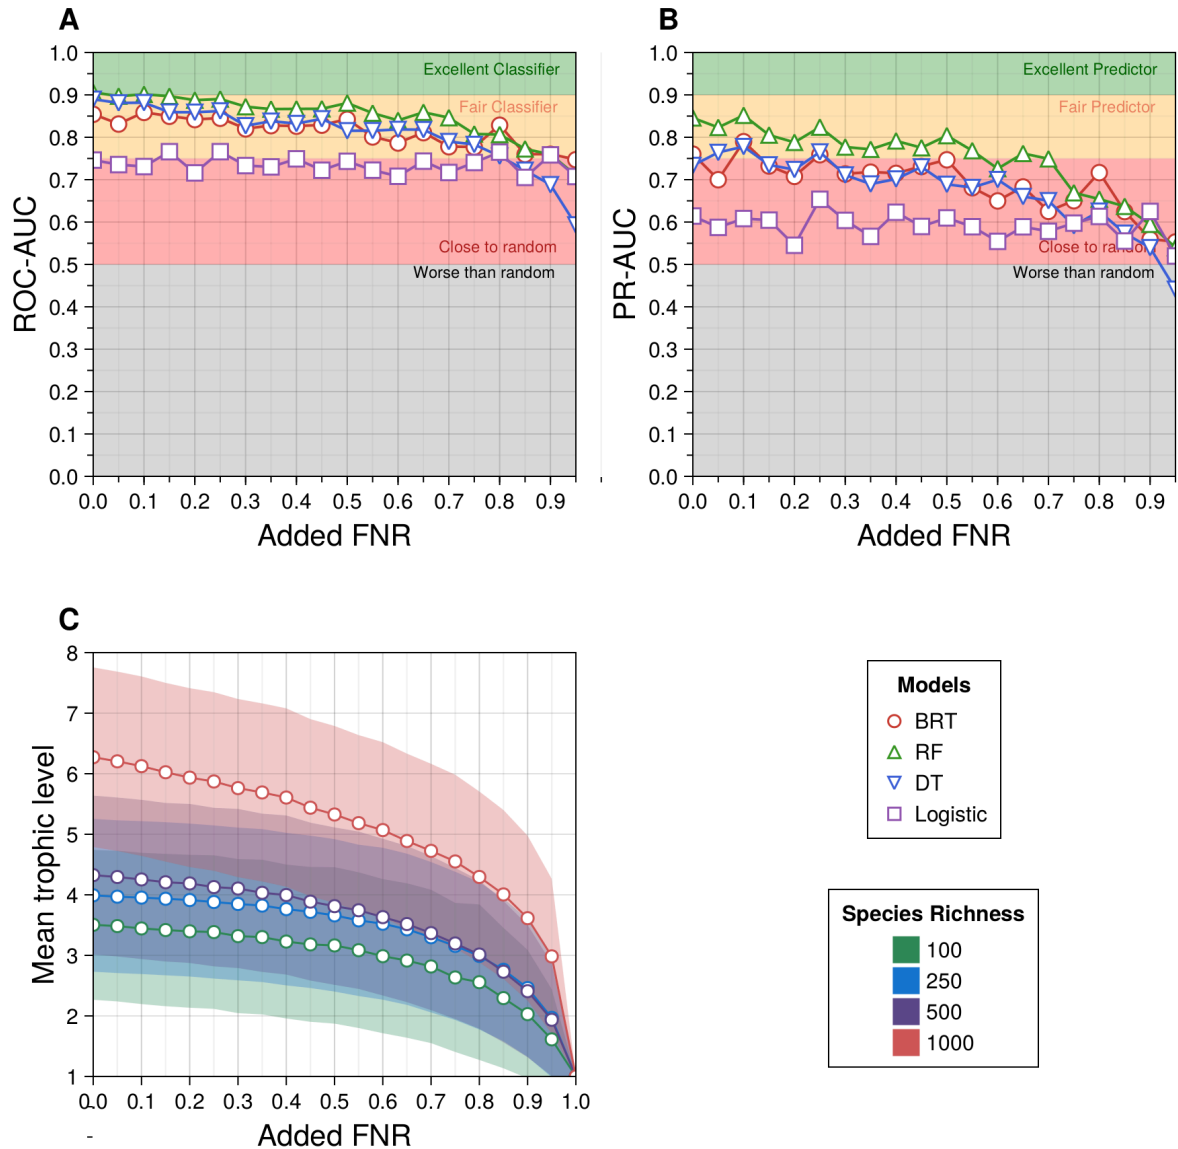 A
1.0
0.9
0.8
0.7
0.6
0.5
0.4
0.3
0.2
0.1
0.0
ROC-AUC
Excellent Classifier
Fair Classifier
Close to random
Worse than random
0.0 0.1 0.2 0.3 0.4 0.5 0.6 0.7 0.8 0.9
Added FNR
B
1.0
0.9
0.8
0.7
0.6
0.5
0.4
0.3
0.2
0.1
0.0
PR-AUC
Excellent Predictor
Fair Predictor
Close to random
Worse than random
0.0 0.1 0.2 0.3 0.4 0.5 0.6 0.7 0.8 0.9
Added FNR
C
8
7
6
5
4
3
2
1
Mean trophic level
0.0 0.1 0.2 0.3 0.4 0.5 0.6 0.7 0.8 0.9 1.0
-
Added FNR
Models
BRT
RF
DT
Logistic
Species Richness
100
250
500
1000